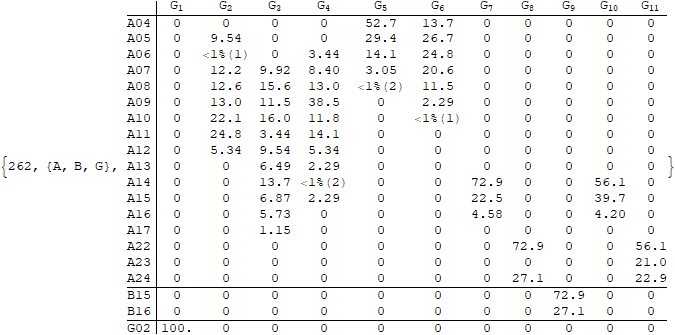 G1 G2 G3 G4 G5 G6 G7 G8 G9 G10 G11
A04 0 0 0 0 52.7 13.7 0 0 0 0 0
A05 0 9.54 0 0 29.4 26.7 0 0 0 0 0
A06 0 <1%(1) 0 3.44 14.1 24.8 0 0 0 0 0
A07 0 12.2 9.92 8.40 3.05 20.6 0 0 0 0 0
A08 0 12.6 15.6 13.0 <1%(2) 11.5 0 0 0 0 0
A09 0 13.0 11.5 38.5 0 2.29 0 0 0 0 0
A10 0 22.1 16.0 11.8 0 <1%(1) 0 0 0 0 0
A11 0 24.8 3.44 14.1 0 0 0 0 0 0 0
A12 0 5.34 9.54 5.34 0 0 0 0 0 0 0
{262, {A, B, G}, A13 0 0 6.49 2.29 0 0 0 0 0 0 0 }
A14 0 0 13.7 <1%(2) 0 0 72.9 0 0 56.1 0
A15 0 0 6.87 2.29 0 0 22.5 0 0 39.7 0
A16 0 0 5.73 0 0 0 4.58 0 0 4.20 0
A17 0 0 1.15 0 0 0 0 0 0 0 0
A22 0 0 0 0 0 0 0 72.9 0 0 56.1
A23 0 0 0 0 0 0 0 0 0 0 21.0
A24 0 0 0 0 0 0 0 27.1 0 0 22.9
B15 0 0 0 0 0 0 0 0 72.9 0 0
B16 0 0 0 0 0 0 0 0 27.1 0 0
G02 100. 0 0 0 0 0 0 0 0 0 0